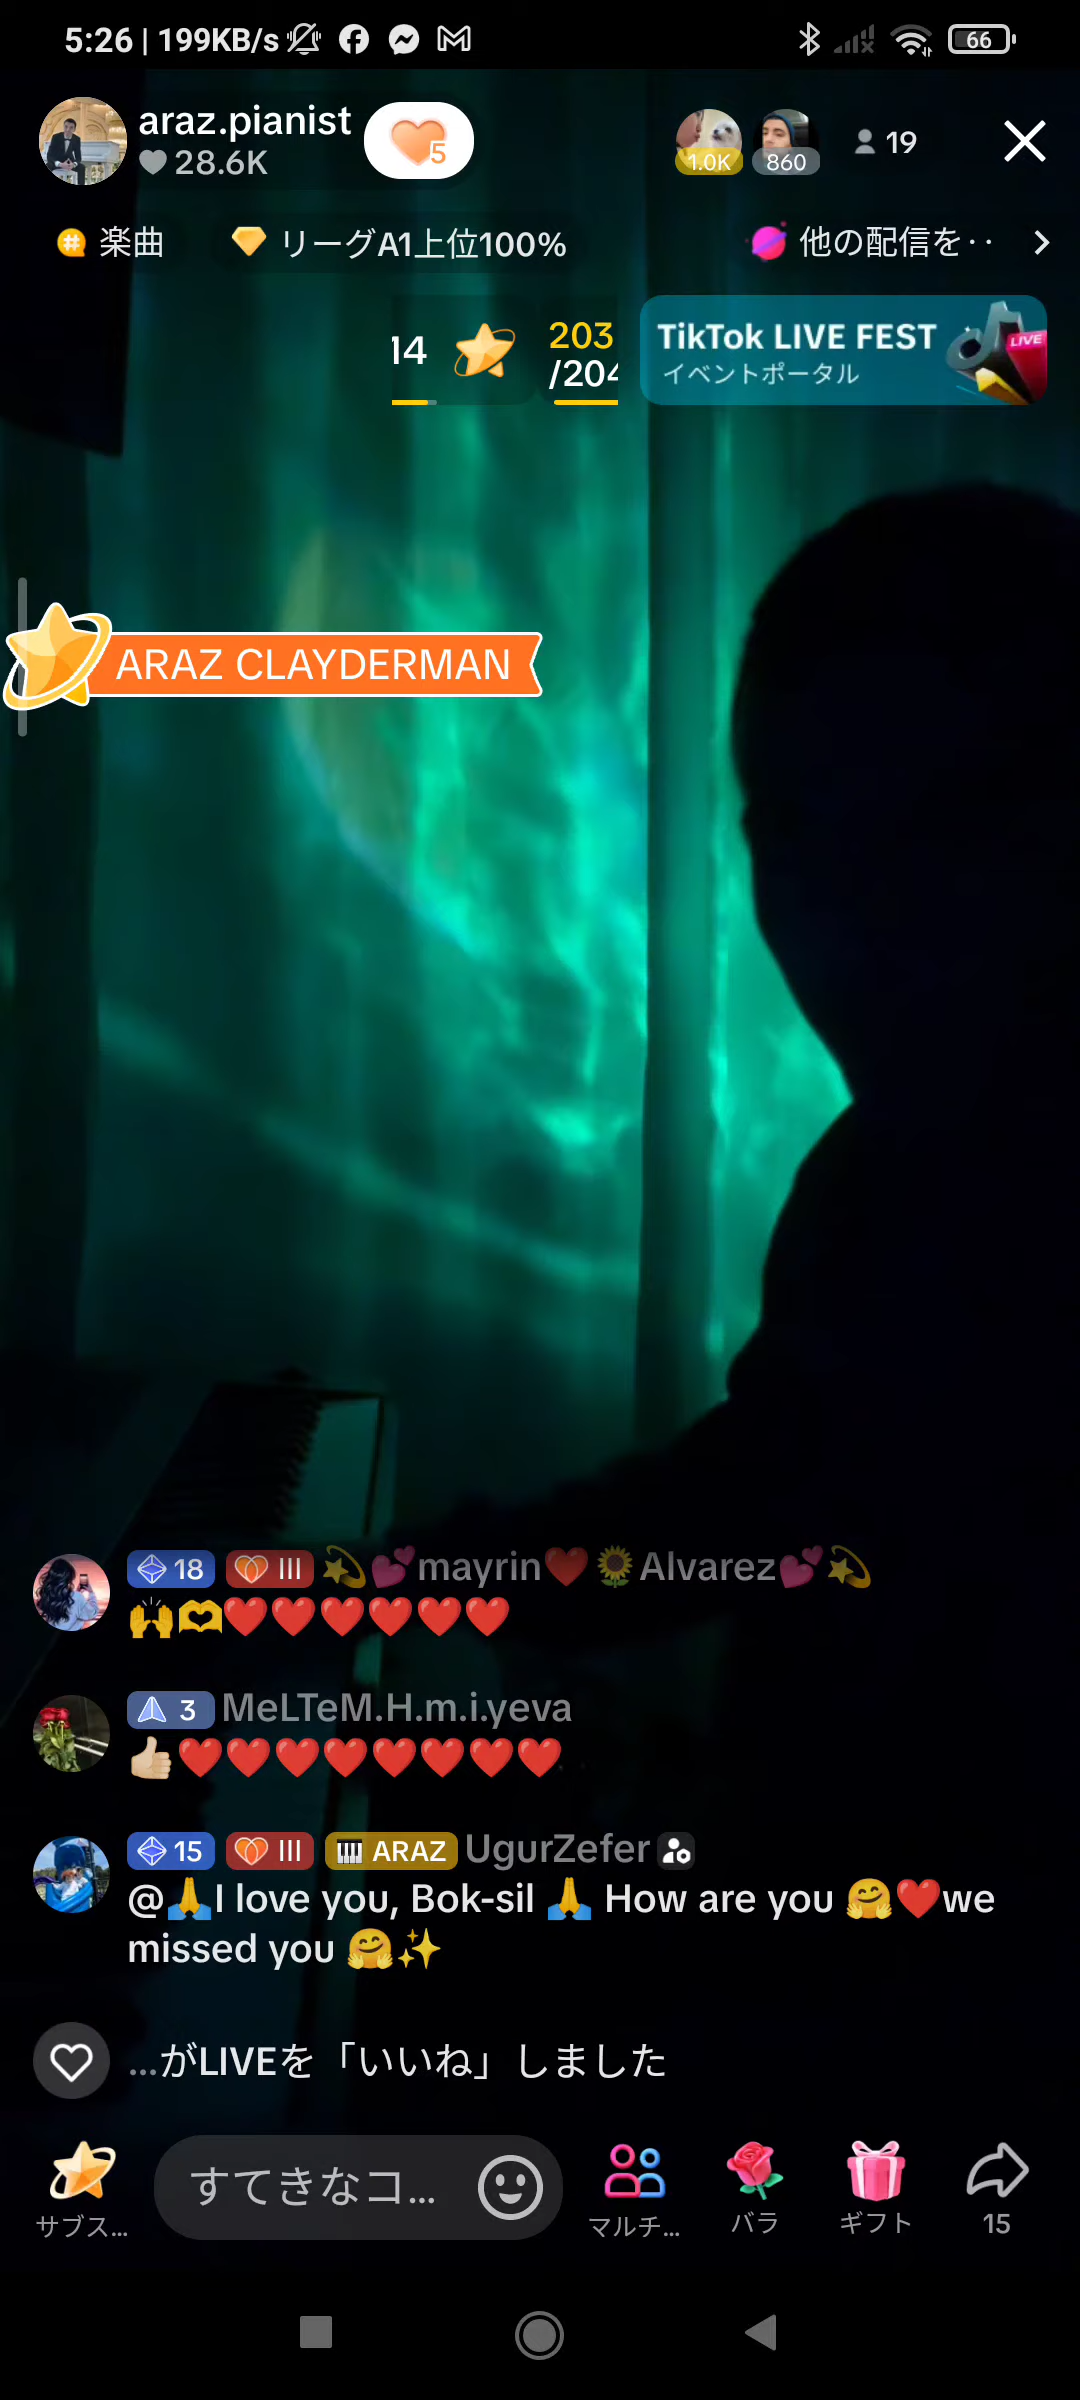 5:26 | 199KB/s
66
araz.pianist
28.6K
5
1.0K
860
19
楽曲
リーグA1上位100%
他の配信を‥
14
203
/204
TikTok LIVE FEST
イベントポータル
LIVE
ARAZ CLAYDERMAN
18 III 💫💕mayrin❤️🌻Alvarez💕💫
🙌🫶❤️❤️❤️❤️❤️❤️
3 MeLTeM.H.m.i.yeva
👍🏼❤️❤️❤️❤️❤️❤️❤️❤️
15 III ARAZ UgurZefer
@🙏I love you, Bok-sil 🙏 How are you 🤗❤️we
missed you 🤗✨
...がLIVEを「いいね」しました
サブス...
すてきなコ...
マルチ...
バラ
ギフト
15